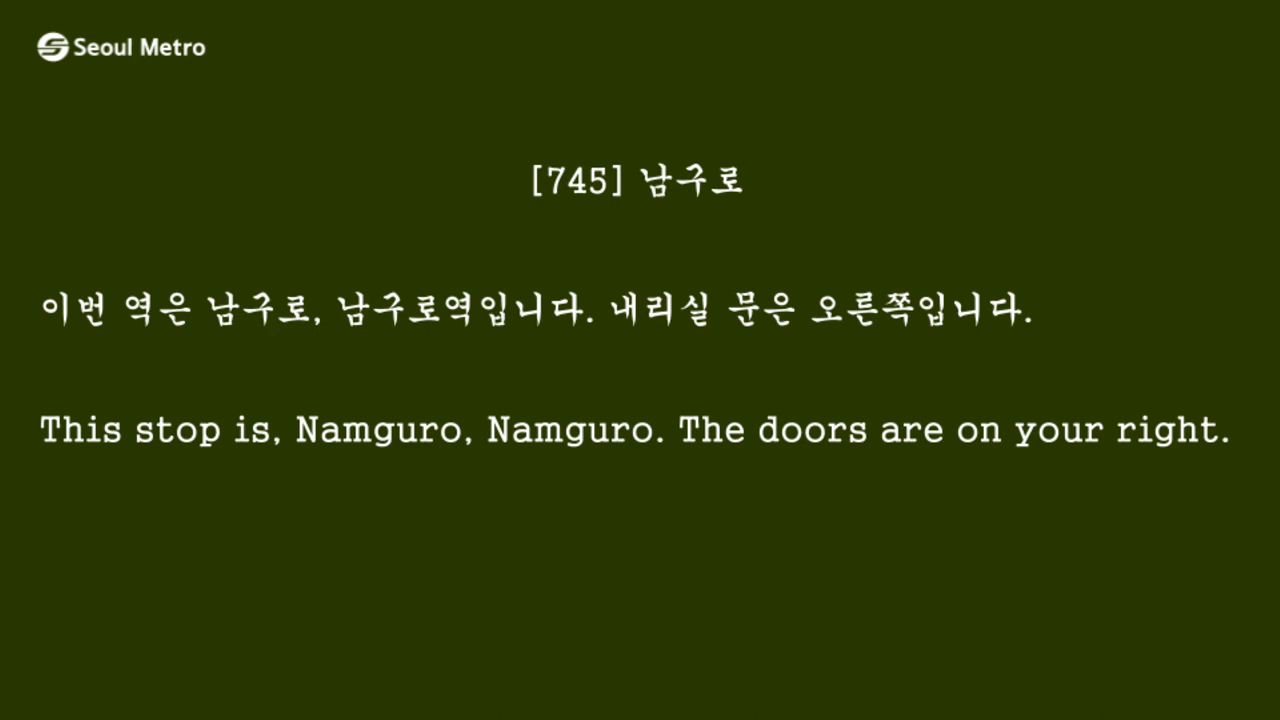 Seoul Metro
[745] 남구로
이번 역은 남구로, 남구로역입니다. 내리실 문은 오른쪽입니다.
This stop is, Namguro, Namguro. The doors are on your right.